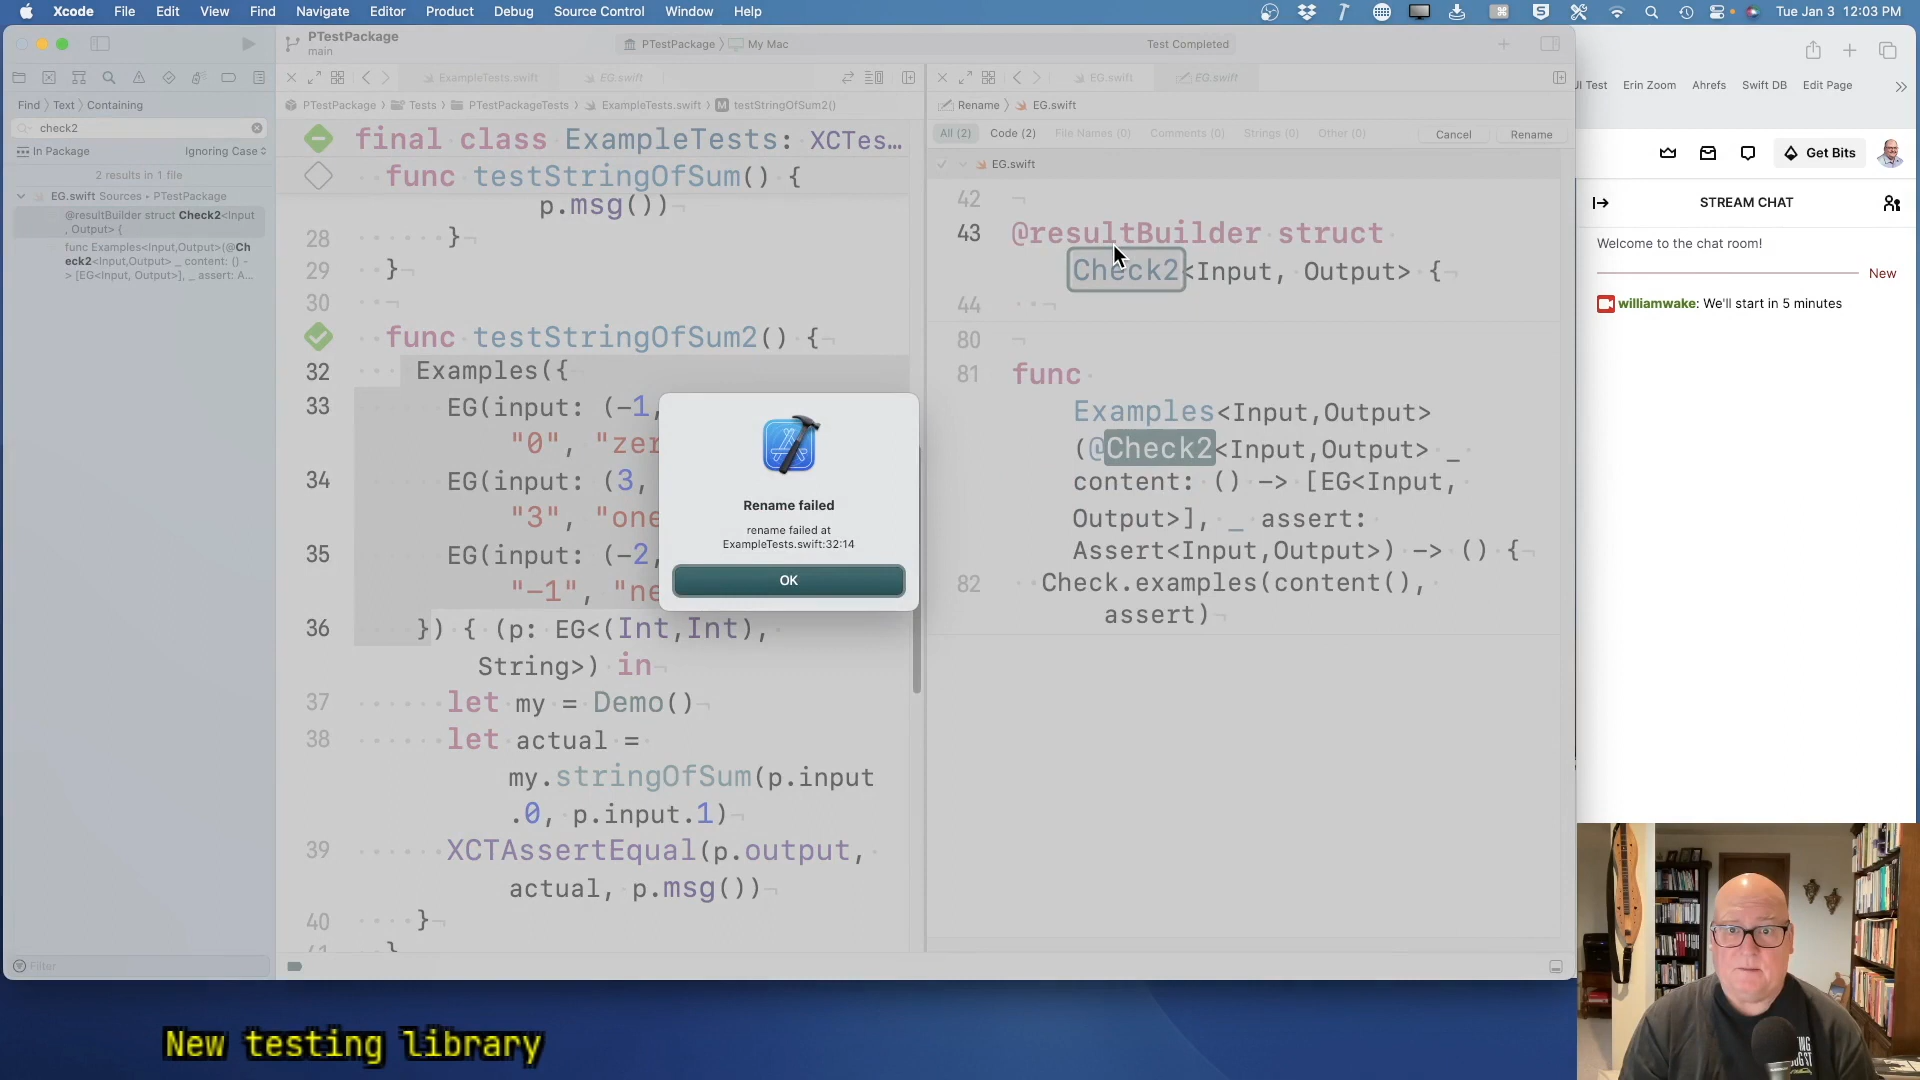 Xcode File Edit View Find Navigate Editor Product Debug Source Control Window Help
Tue Jan 3 12:03 PM
PTestPackage
main
PTestPackage My Mac
Test Completed
ExampleTests.swift
EG.swift
EG.swift
EG.swift
Find Text Containing
PTestPackage Tests PTestPackageTests ExampleTests.swift M testStringOfSum2()
Rename EG.swift
check2
In Package
Ignoring Case
2 results in 1 file
EG.swift Sources • PTestPackage
@resultBuilder struct Check2<Input
, Output> {
func Examples<Input,Output>(@Ch
eck2<Input,Output> _ content: () -
> [EG<Input, Output>], _ assert: A...
Filter
final class ExampleTests: XCTes…
func testStringOfSum() {
p.msg())¬
28 }¬
29 }¬
30 ¬
func testStringOfSum2() {¬
32 Examples({¬
33 EG(input: (-1,
"0", "zer
34 EG(input: (3,
"3", "one
35 EG(input: (-2,
"-1", "ne
36 }) { (p: EG<(Int,Int),
String>) in¬
37 let my = Demo()¬
38 let actual =
my.stringOfSum(p.input
.0, p.input.1)¬
39 XCTAssertEqual(p.output,
actual, p.msg())¬
40 }¬
41 }
All (2) Code (2) File Names (0) Comments (0) Strings (0) Other (0) Cancel Rename
EG.swift
42 ¬
43 @resultBuilder struct
Check2<Input, Output> {¬
44 ¬
80 ¬
81 func
Examples<Input,Output>
(@Check2<Input,Output> _
content: () -> [EG<Input,
Output>], _ assert:
Assert<Input,Output>) -> () {¬
82 Check.examples(content(),
assert)¬
Rename failed
rename failed at
ExampleTests.swift:32:14
OK
UI Test Erin Zoom Ahrefs Swift DB Edit Page
Get Bits
STREAM CHAT
Welcome to the chat room!
New
williamwake: We'll start in 5 minutes
New testing library